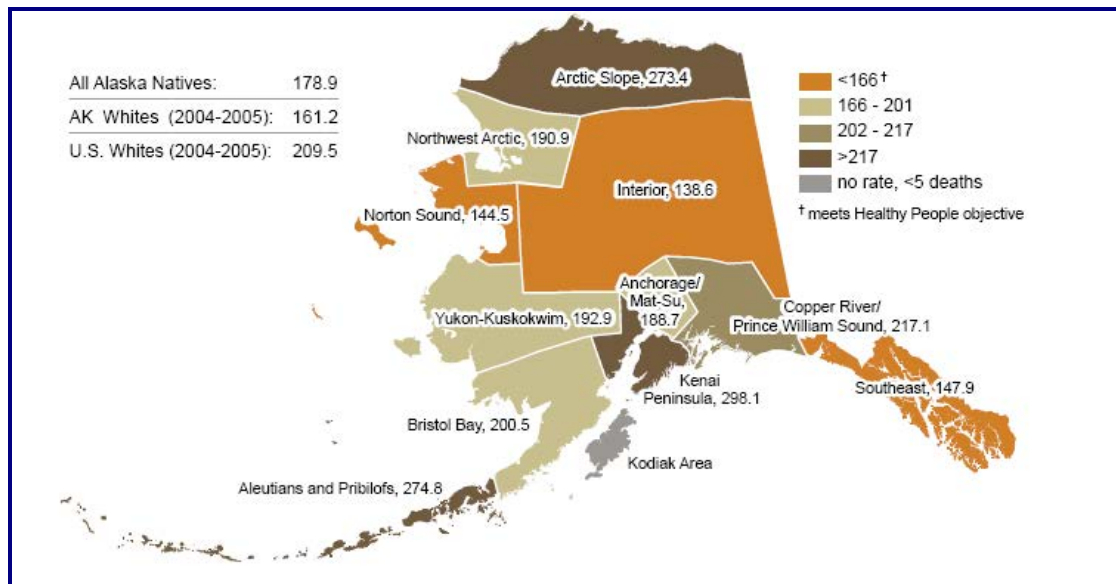 All Alaska Natives: 178.9
AK Whites (2004-2005): 161.2
U.S. Whites (2004-2005): 209.5
<166†
166 - 201
202 - 217
>217
no rate, <5 deaths
† meets Healthy People objective
Arctic Slope, 273.4
Northwest Arctic, 190.9
Interior, 138.6
Norton Sound, 144.5
Anchorage/
Mat-Su,
188.7
Yukon-Kuskokwim, 192.9
Copper River/
Prince William Sound, 217.1
Kenai
Peninsula, 298.1
Southeast, 147.9
Bristol Bay, 200.5
Kodiak Area
Aleutians and Pribilofs, 274.8